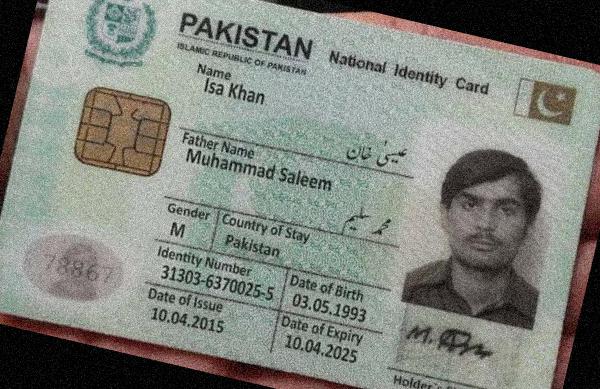 PAKISTAN
National Identity Card
ISLAMIC REPUBLIC OF PAKISTAN
Name
Isa Khan
عیسیٰ خان
Father Name
Muhammad Saleem
محمد سلیم
Gender
M
Country of Stay
Pakistan
Identity Number
31303-6370025-5
Date of Birth
03.05.1993
Date of Issue
10.04.2015
Date of Expiry
10.04.2025
78867